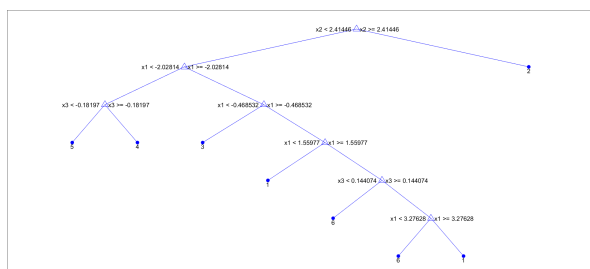 x2 < 2.41446 x2 >= 2.41446
x1 < -2.02814 x1 >= -2.02814
2
x3 < -0.18197 x3 >= -0.18197
x1 < -0.468532 x1 >= -0.468532
5
4
3
x1 < 1.55977 x1 >= 1.55977
1
x3 < 0.144074 x3 >= 0.144074
6
x1 < 3.27628 x1 >= 3.27628
6
1